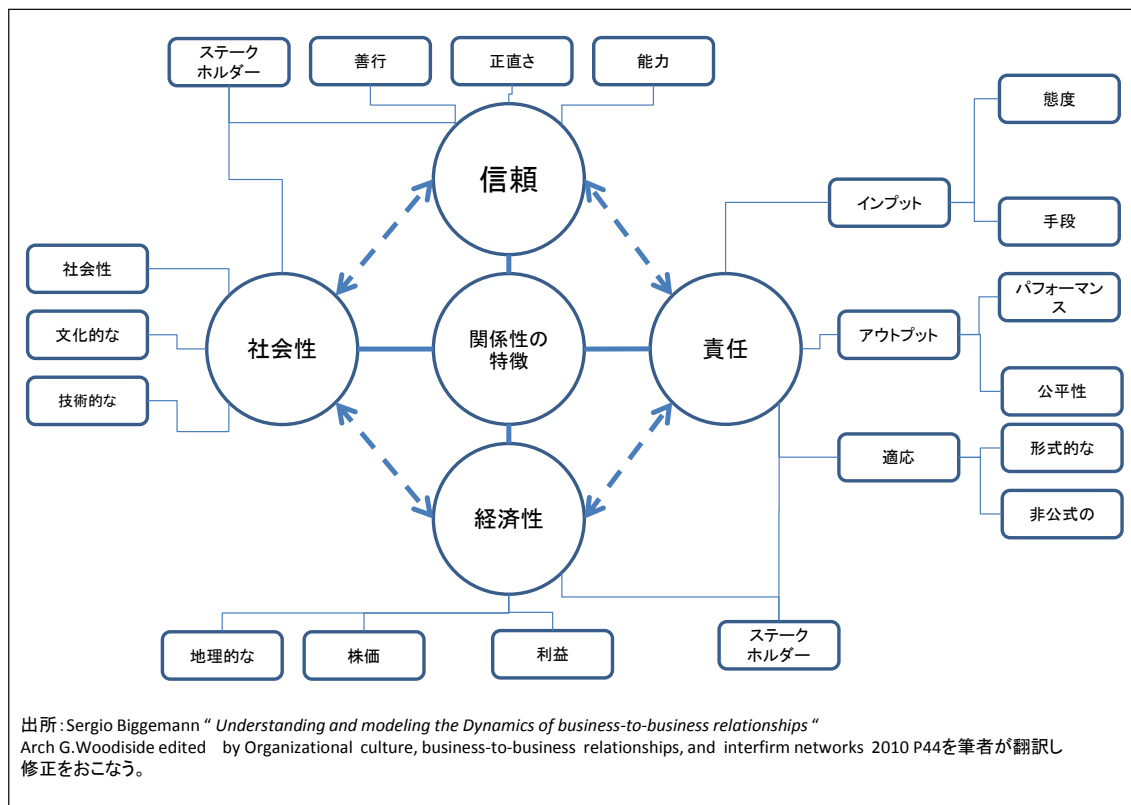 ステーク
ホルダー
善行
正直さ
能力
態度
信頼
インプット
手段
社会性
パフォーマン
ス
文化的な
社会性
関係性の
特徴
責任
アウトプット
技術的な
公平性
適応
形式的な
経済性
非公式の
地理的な
株価
利益
ステーク
ホルダー
出所：Sergio Biggemann “ Understanding and modeling the Dynamics of business-to-business relationships “
Arch G.Woodiside edited by Organizational culture, business-to-business relationships, and interfirm networks 2010 P44を筆者が翻訳し
修正をおこなう。